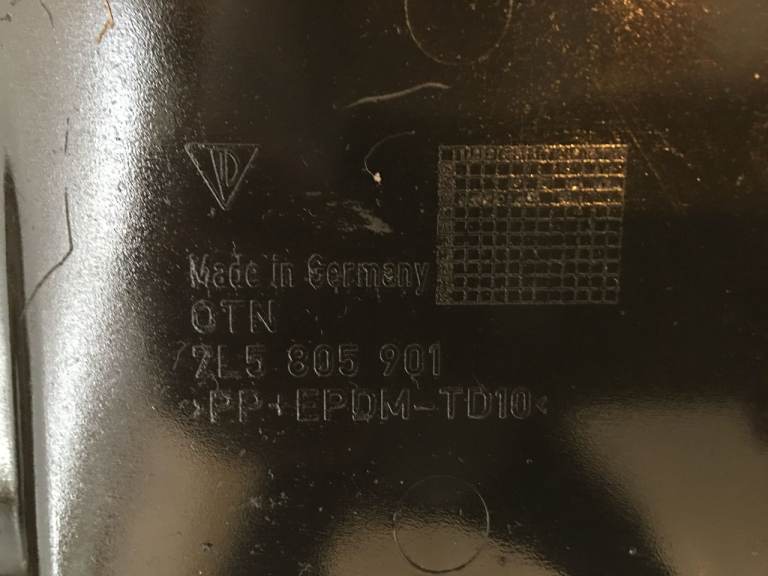 Made in Germany
OTN
7L5 805 901
>PP+EPDM-TD10<